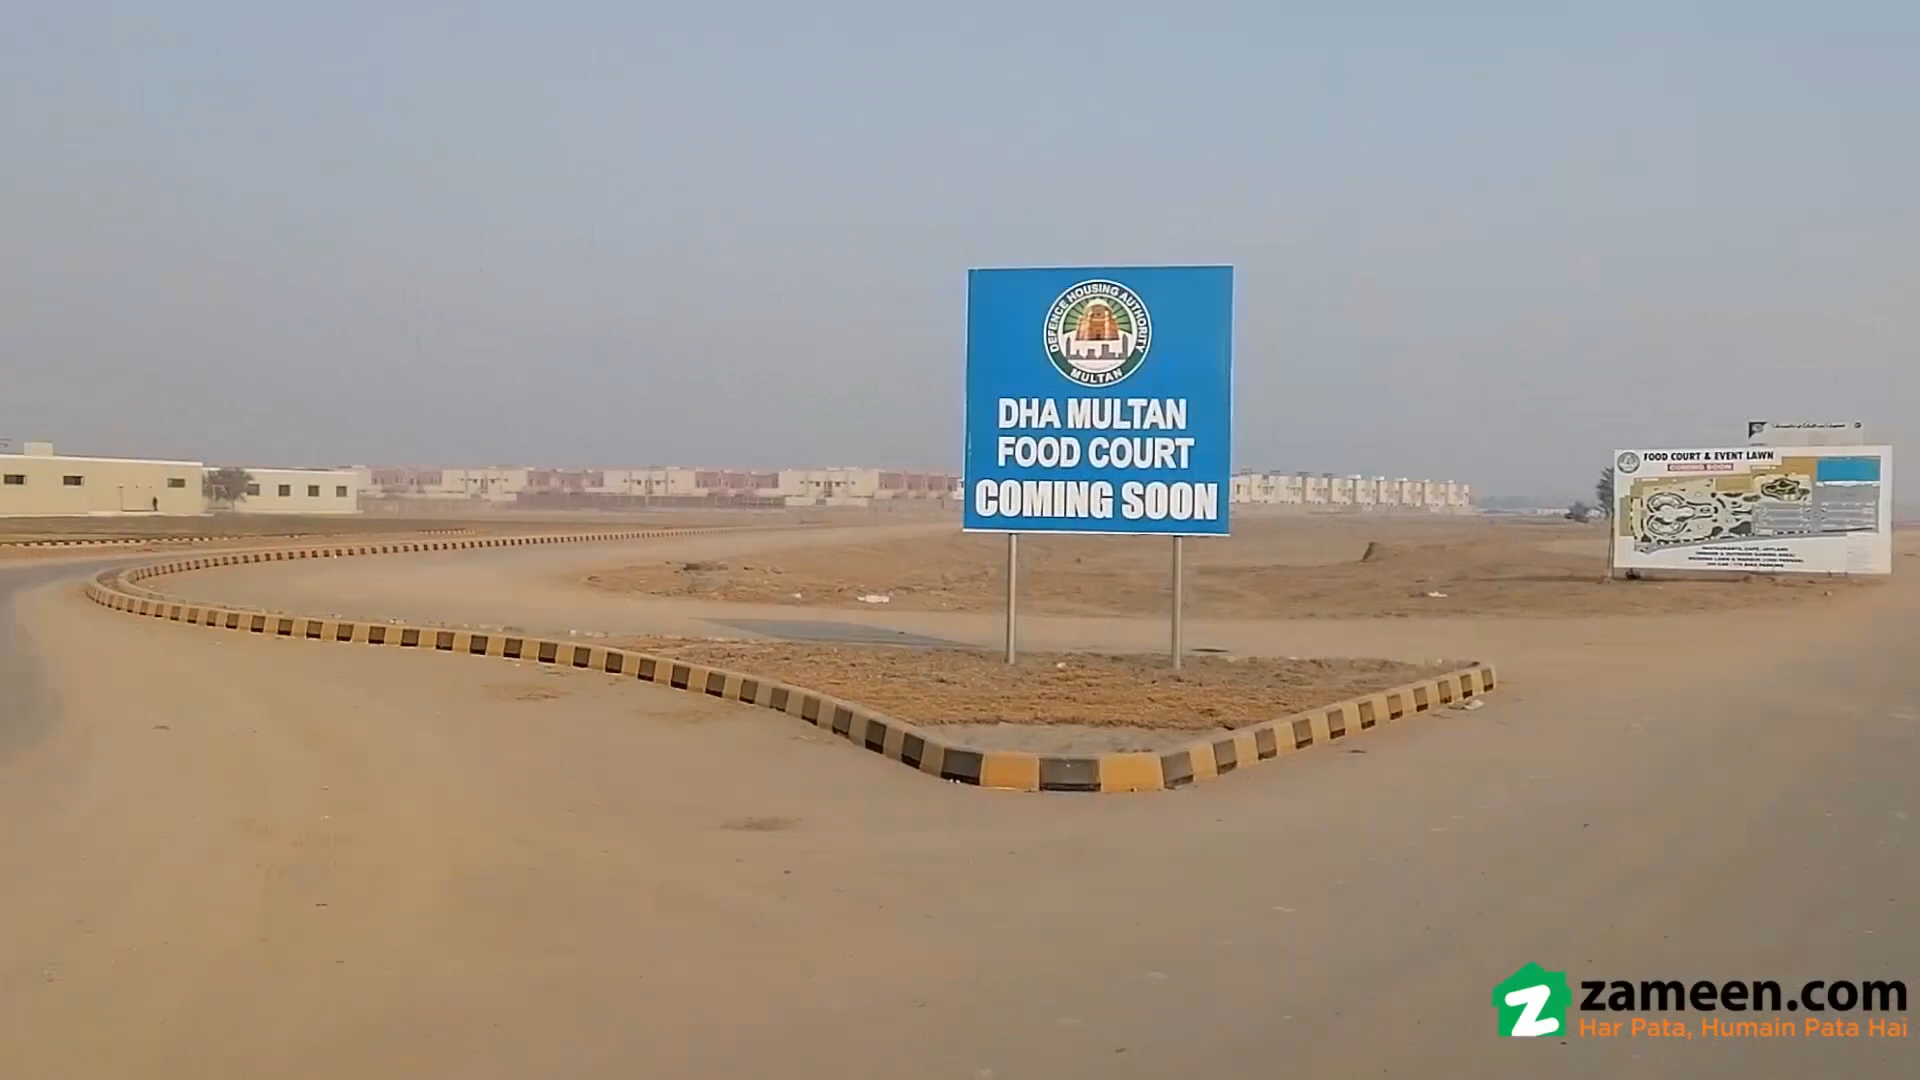 DEFENCE HOUSING AUTHORITY
MULTAN
DHA MULTAN
FOOD COURT
COMING SOON
FOOD COURT & EVENT LAWN
COMING SOON
zameen.com
Har Pata, Humain Pata Hai